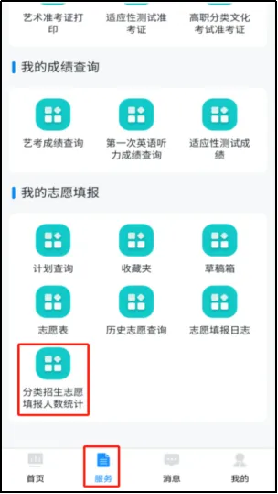 艺术准考证打 适应性测试准 高职分类文化
印 考证 考试准考证
我的成绩查询
艺考成绩查询 第一次英语听 适应性测试成
力成绩查询 绩
我的志愿填报
计划查询 收藏夹 草稿箱
志愿表 历史志愿查询 志愿填报日志
分类招生志愿
填报人数统计
首页 服务 消息 我的